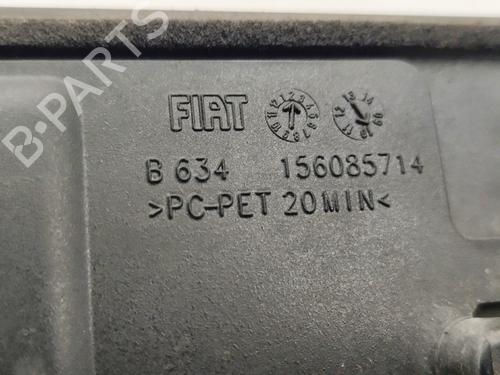 FIAT
B 634 156085714
>PC-PET 20MIN<
B-PARTS